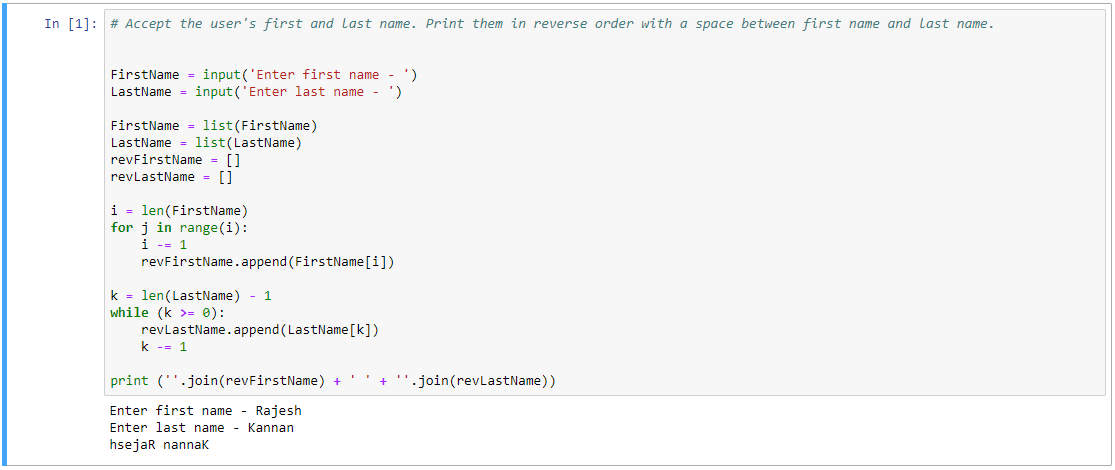 In [1]: # Accept the user's first and last name. Print them in reverse order with a space between first name and last name.
FirstName = input('Enter first name - ')
LastName = input('Enter last name - ')
FirstName = list(FirstName)
LastName = list(LastName)
revFirstName = []
revLastName = []
i = len(FirstName)
for j in range(i):
    i -= 1
    revFirstName.append(FirstName[i])
k = len(LastName) - 1
while (k >= 0):
    revLastName.append(LastName[k])
    k -= 1
print (''.join(revFirstName) + ' ' + ''.join(revLastName))
Enter first name - Rajesh
Enter last name - Kannan
hsejaR nannaK